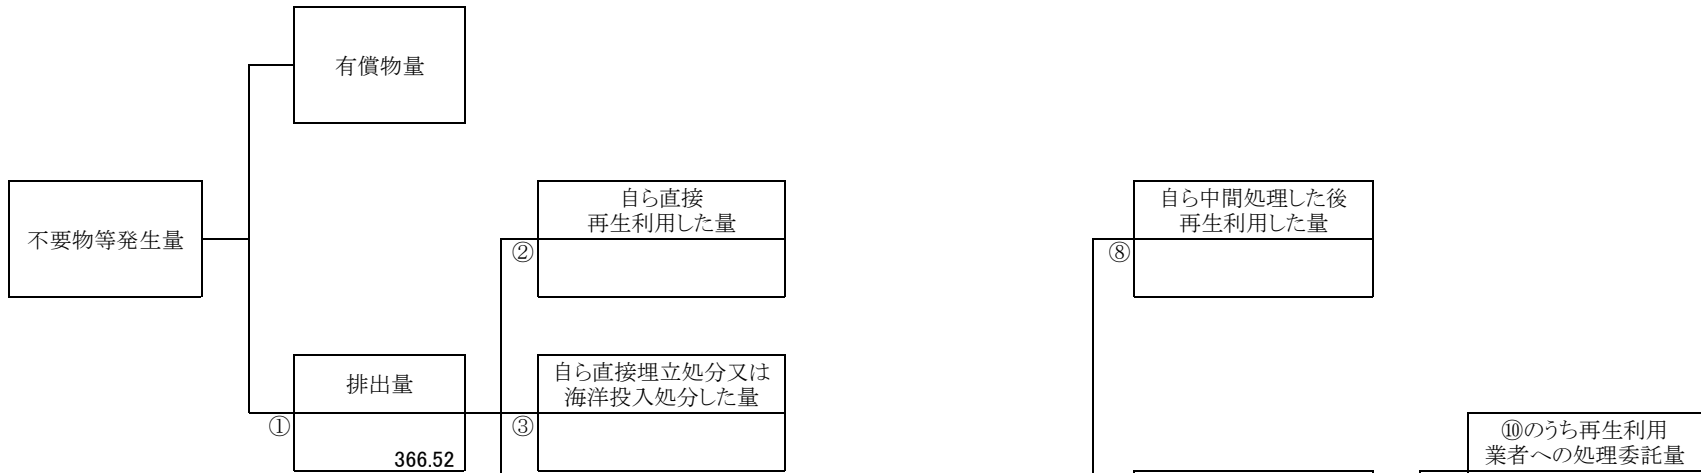 有償物量
不要物等発生量
自ら直接
再生利用した量
②
自ら中間処理した後
再生利用した量
⑧
排出量
①
366.52
自ら直接埋立処分又は
海洋投入処分した量
③
⑩のうち再生利用
業者への処理委託量